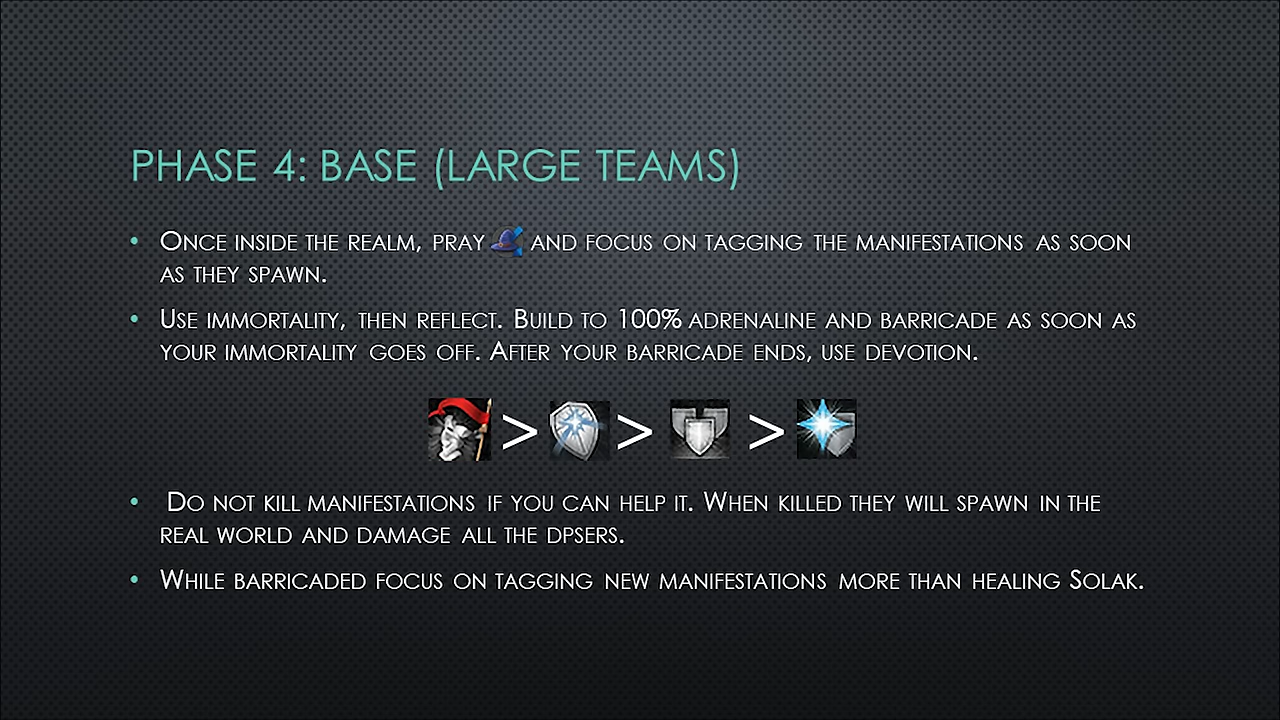 PHASE 4: BASE (LARGE TEAMS)
• ONCE INSIDE THE REALM, PRAY AND FOCUS ON TAGGING THE MANIFESTATIONS AS SOON
AS THEY SPAWN.
• USE IMMORTALITY, THEN REFLECT. BUILD TO 100% ADRENALINE AND BARRICADE AS SOON AS
YOUR IMMORTALITY GOES OFF. AFTER YOUR BARRICADE ENDS, USE DEVOTION.
> > >
• DO NOT KILL MANIFESTATIONS IF YOU CAN HELP IT. WHEN KILLED THEY WILL SPAWN IN THE
REAL WORLD AND DAMAGE ALL THE DPSERS.
• WHILE BARRICADED FOCUS ON TAGGING NEW MANIFESTATIONS MORE THAN HEALING SOLAK.